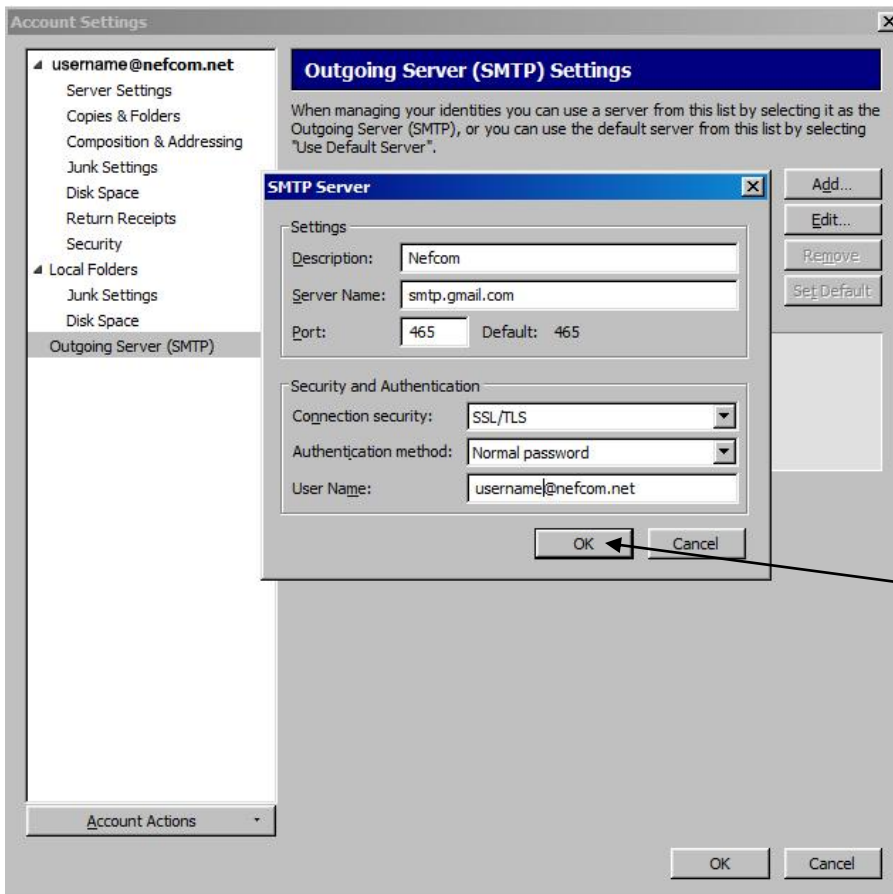 Account Settings
username@nefcom.net
Server Settings
Copies & Folders
Composition & Addressing
Junk Settings
Disk Space
Return Receipts
Security
Local Folders
Junk Settings
Disk Space
Outgoing Server (SMTP)
Account Actions
Outgoing Server (SMTP) Settings
When managing your identities you can use a server from this list by selecting it as the
Outgoing Server (SMTP), or you can use the default server from this list by selecting
"Use Default Server".
Add...
Edit...
Remove
Set Default
SMTP Server
Settings
Description: Nefcom
Server Name: smtp.gmail.com
Port: 465 Default: 465
Security and Authentication
Connection security: SSL/TLS
Authentication method: Normal password
User Name: username@nefcom.net
OK Cancel
OK Cancel